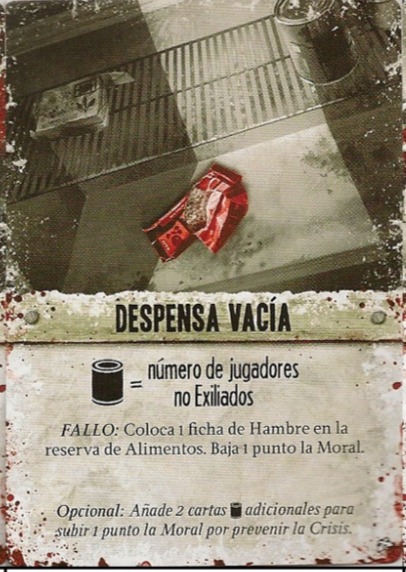 DESPENSA VACÍA
= número de jugadores
no Exiliados
FALLO: Coloca 1 ficha de Hambre en la
reserva de Alimentos. Baja 1 punto la Moral.
Opcional: Añade 2 cartas adicionales para
subir 1 punto la Moral por prevenir la Crisis.